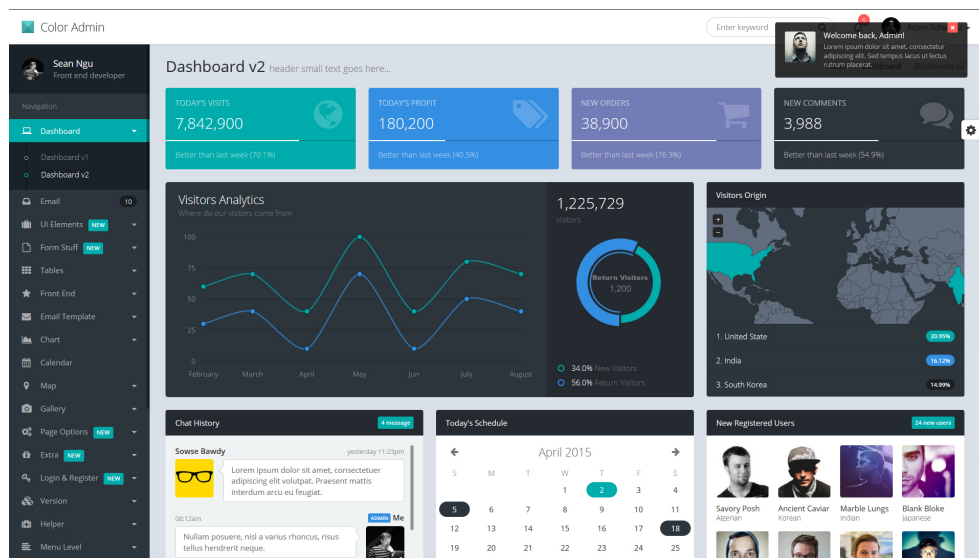 Color Admin
Enter keyword
5
Welcome back, Admin!
Lorem ipsum dolor sit amet, consectetur
adipiscing elit. Sed tempus lacus ut lectus
rutrum placerat.
Sean Ngu
Front end developer
Navigation
Dashboard
Dashboard v1
Dashboard v2
Email 10
UI Elements NEW
Form Stuff NEW
Tables
Front End
Email Template
Chart
Calendar
Map
Gallery
Page Options NEW
Extra NEW
Login & Register NEW
Version
Helper
Menu Level
Dashboard v2 header small text goes here...
Dashboard v2
TODAY'S VISITS
7,842,900
Better than last week (70.1%)
TODAY'S PROFIT
180,200
Better than last week (40.5%)
NEW ORDERS
38,900
Better than last week (76.3%)
NEW COMMENTS
3,988
Better than last week (54.9%)
Visitors Analytics
Where do our visitors come from
100
75
50
25
0
February March April May Jun July August
1,225,729
visitors
Return Visitors
1,200
34.0% New Visitors
56.0% Return Visitors
Visitors Origin
+
−
1. United State 20.95%
2. India 16.12%
3. South Korea 14.99%
Chat History 4 message
Sowse Bawdy yesterday 11:23pm
Lorem ipsum dolor sit amet, consectetuer
adipiscing elit volutpat. Praesent mattis
interdum arcu eu feugiat.
08:12am ADMIN Me
Nullam posuere, nisl a varius rhoncus, risus
tellus hendrerit neque.
Today's Schedule
April 2015
S M T W T F S
1 2 3 4
5 6 7 8 9 10 11
12 13 14 15 16 17 18
19 20 21 22 23 24 25
New Registered Users 24 new users
Savory Posh
Algerian
Ancient Caviar
Korean
Marble Lungs
Indian
Blank Bloke
Japanese